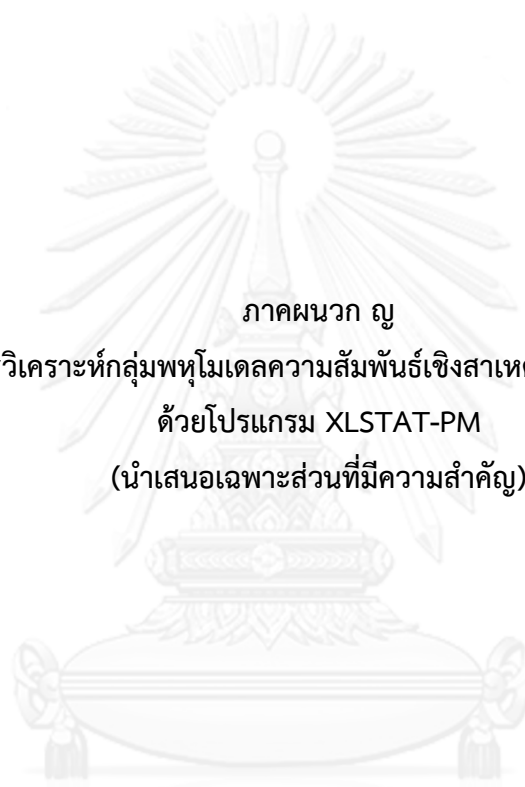 ภาคผนวก ญ
วิเคราะห์กลุ่มพหุโมเดลความสัมพันธ์เชิงสาเหตุ
ด้วยโปรแกรม XLSTAT-PM
(นำเสนอเฉพาะส่วนที่มีความสำคัญ)